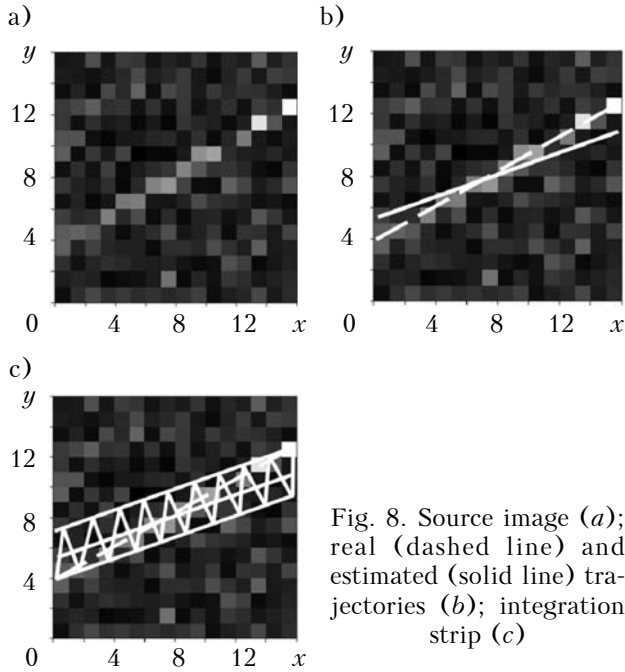 a)
y
12
8
4
0
4
8
12
x
b)
y
12
8
4
0
4
8
12
x
c)
y
12
8
4
0
4
8
12
x
Fig. 8. Source image (a);
real (dashed line) and
estimated (solid line) tra-
jectories (b); integration
strip (c)